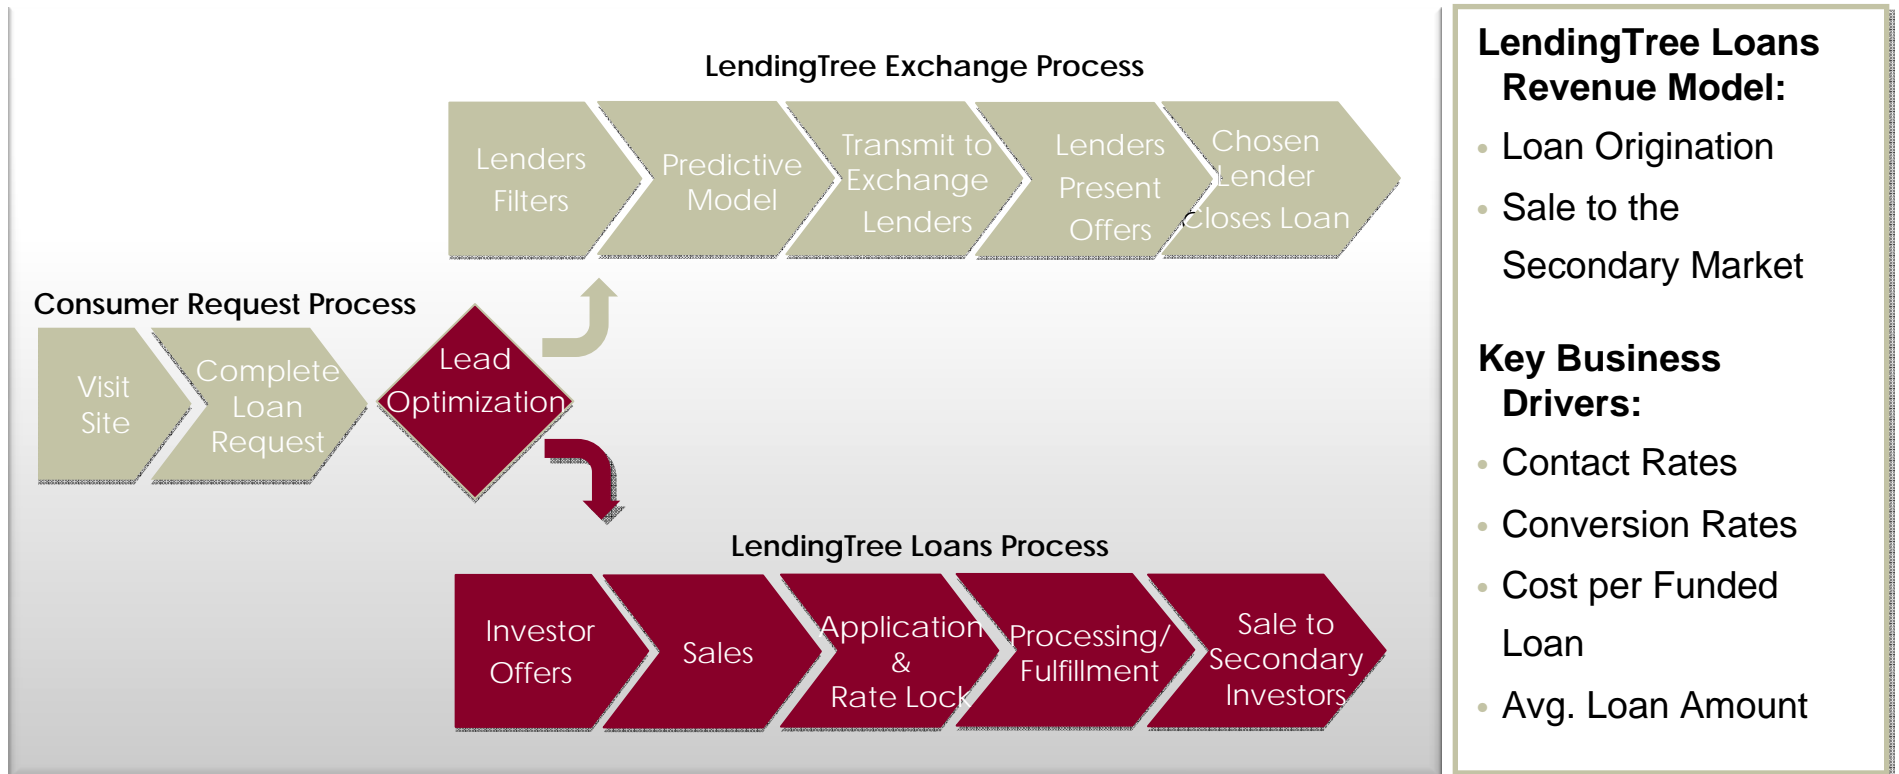 LendingTree Exchange Process
Lenders
Filters
Predictive
Model
Transmit to
Exchange
Lenders
Lenders
Present
Offers
Chosen
Lender
Closes Loan
Consumer Request Process
Visit
Site
Complete
Loan
Request
Lead
Optimization
LendingTree Loans Process
Investor
Offers
Sales
Application
&
Rate Lock
Processing/
Fulfillment
Sale to
Secondary
Investors
LendingTree Loans
Revenue Model:
• Loan Origination
• Sale to the
Secondary Market
Key Business
Drivers:
• Contact Rates
• Conversion Rates
• Cost per Funded
Loan
• Avg. Loan Amount